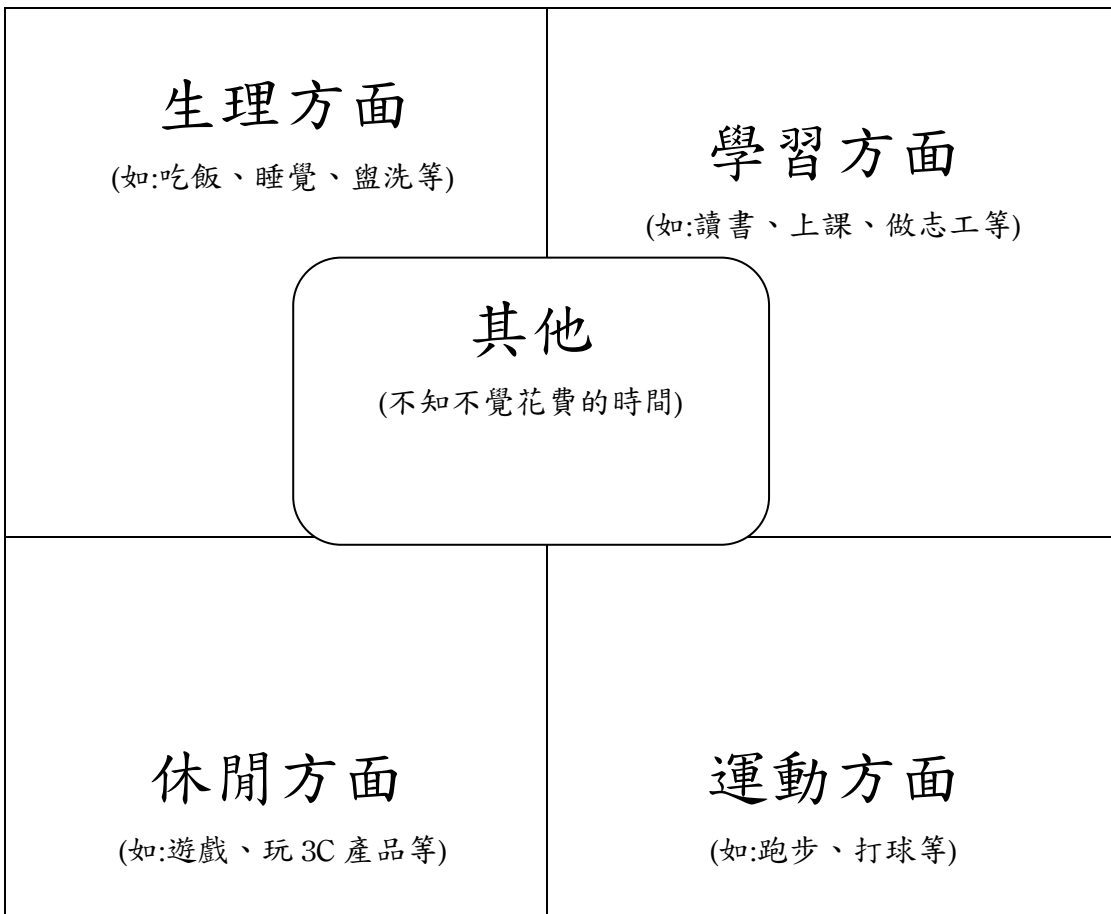 生理方面
(如:吃飯、睡覺、盥洗等)
學習方面
(如:讀書、上課、做志工等)
其他
(不知不覺花費的時間)
休閒方面
(如:遊戲、玩 3C 產品等)
運動方面
(如:跑步、打球等)